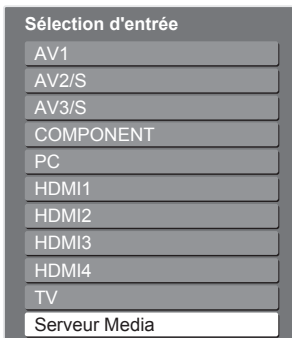 Sélection d'entrée
AV1
AV2/S
AV3/S
COMPONENT
PC
HDMI1
HDMI2
HDMI3
HDMI4
TV
Serveur Media